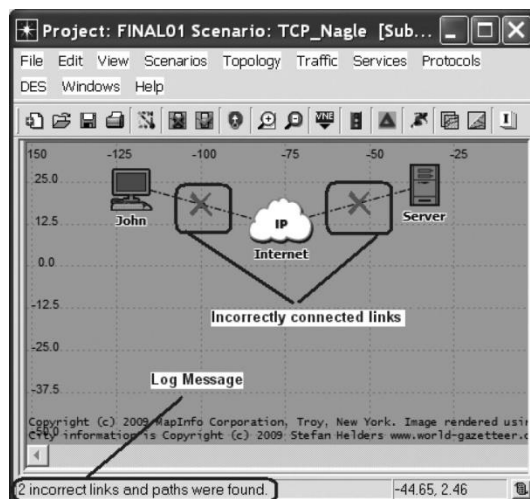 Project: FINAL01 Scenario: TCP_Nagle [Sub...
File Edit View Scenarios Topology Traffic Services Protocols
DES Windows Help
VNE
150 -125 -100 -75 -50 -25
25.0
John
Server
12.5
IP
Internet
0.0
-12.5
Incorrectly connected links
-25.0
Log Message
-37.5
Copyright (c) 2009 MapInfo Corporation, Troy, New York. Image rendered usi
-50.0
City information is Copyright (c) 2009 Stefan Helders www.world-gazetteer.c
2 incorrect links and paths were found.
-44.65, 2.46